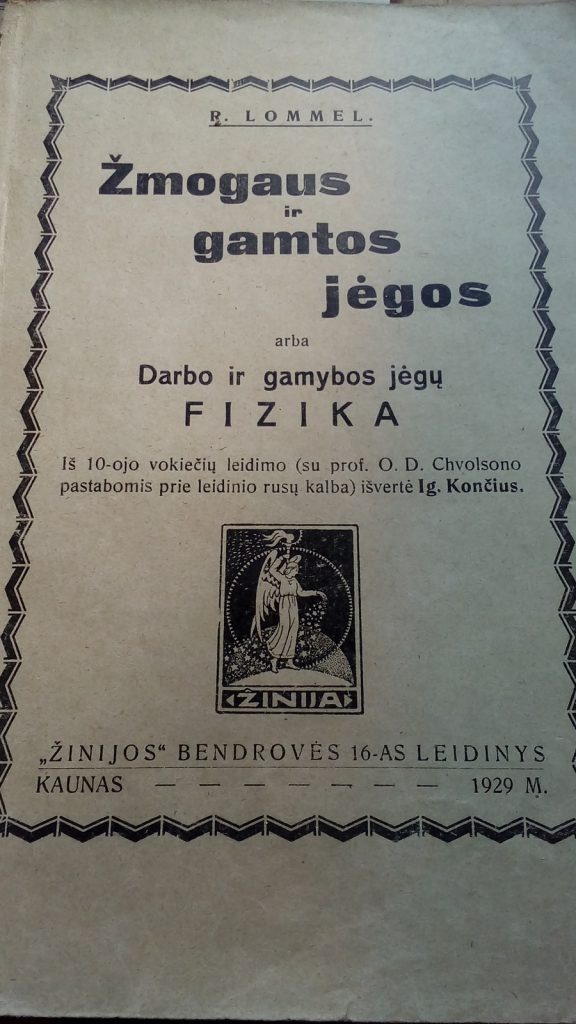 R. LOMMEL.
Žmogaus
ir
gamtos
jėgos
arba
Darbo ir gamybos jėgų
FIZIKA
Iš 10-ojo vokiečių leidimo (su prof. O. D. Chvolsono
pastabomis prie leidinio rusų kalba) išvertė Ig. Končius.
ŽINIJA
„ŽINIJOS“ BENDROVĖS 16-AS LEIDINYS
KAUNAS — — — — — — — 1929 M.